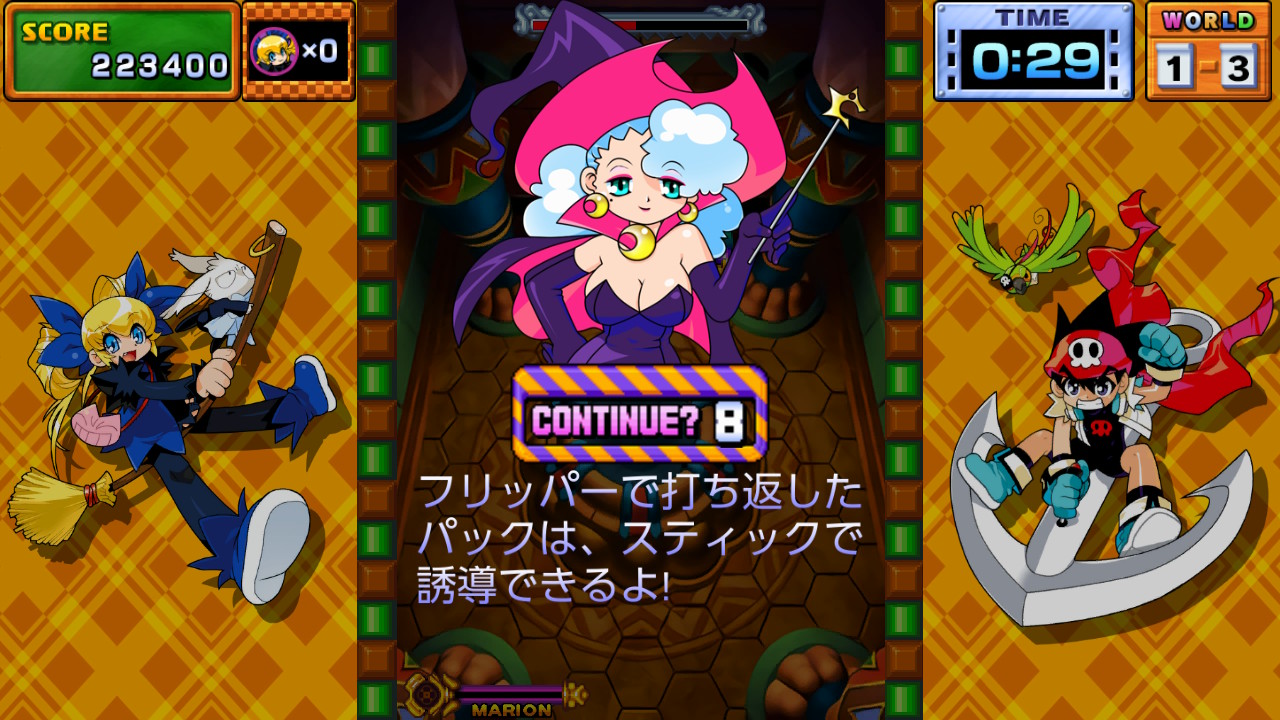 SCORE
223400
×0
TIME
0:29
WORLD
1-3
CONTINUE? 8
フリッパーで打ち返した
パックは、スティックで
誘導できるよ!
MARION